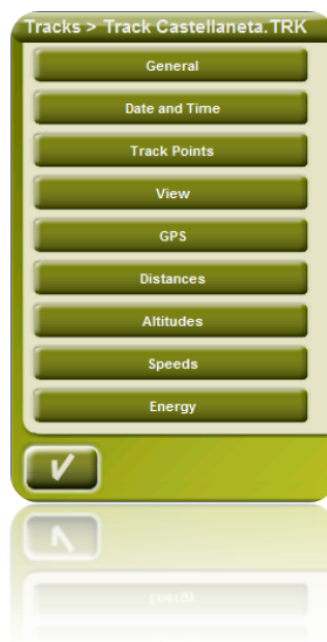 Tracks > Track Castellaneta.TRK
General
Date and Time
Track Points
View
GPS
Distances
Altitudes
Speeds
Energy